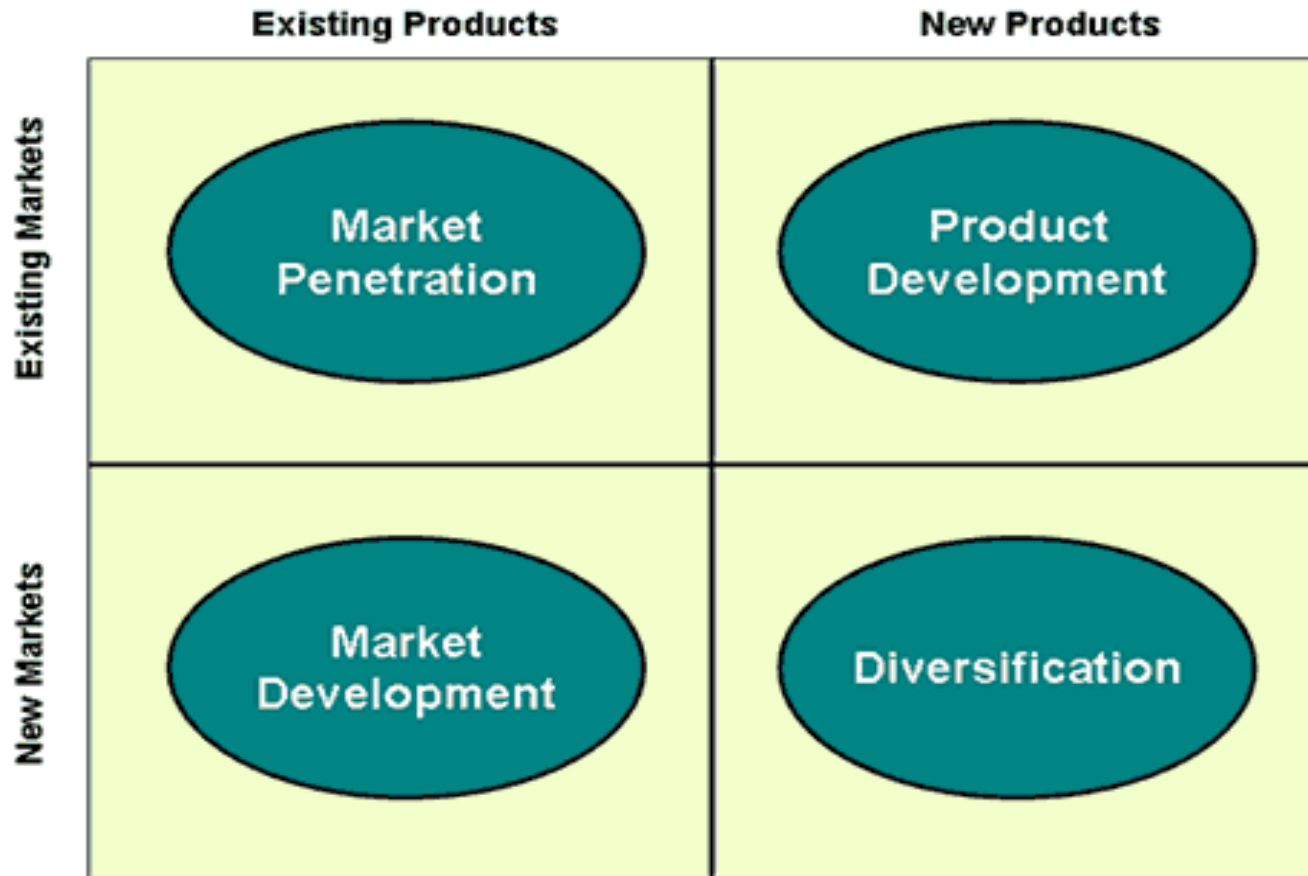 Existing Products
New Products
Existing Markets
Market
Penetration
Product
Development
New Markets
Market
Development
Diversification